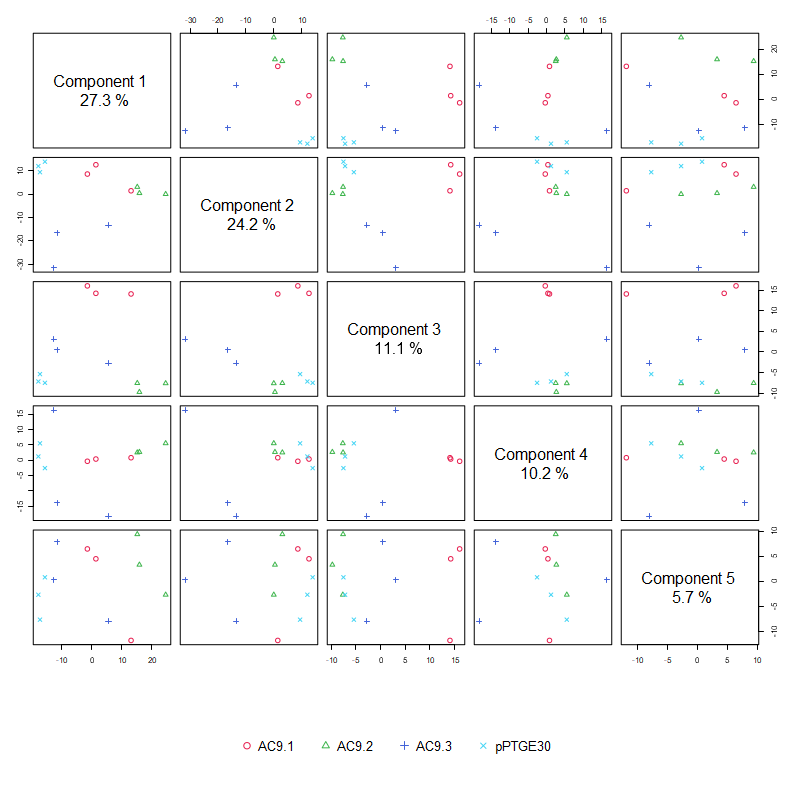 -30 -10 0 10
-15 -5 0 5 10
Component 1
27.3 %
-10 0 10 20
-30 -20 -10 0 10
Component 2
24.2 %
Component 3
11.1 %
-10 -5 0 5 10 15
-15 -5 0 5 10 15
Component 4
10.2 %
Component 5
5.7 %
-10 -5 0 5 10
-10 0 10 20
-10 -5 0 5 10 15
-10 -5 0 5 10
AC9.1 AC9.2 AC9.3 pPTGE30